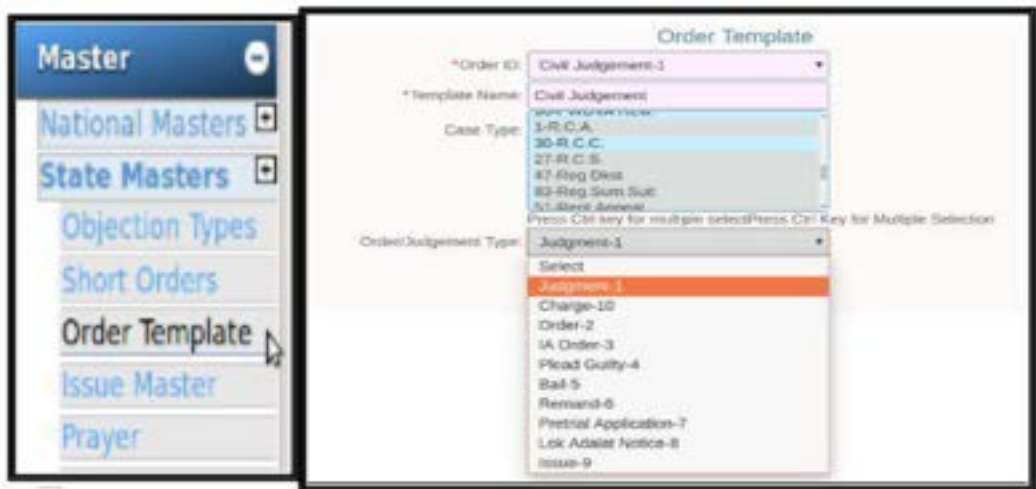 Master
National Masters
State Masters
Objection Types
Short Orders
Order Template
Issue Master
Prayer
Order Template
*Order ID: Civil Judgement-1
*Template Name: Civil Judgement
Case Type:
1-R.C.A.
30-R.C.C.
27-R.C.S.
47-Reg Dkst
83-Reg.Sum.Suit
51-Rent Appeal
Press Ctrl key for multiple selectPress Ctrl Key for Multiple Selection
Order/Judgement Type: Judgment-1
Select
Judgment-1
Charge-10
Order-2
IA Order-3
Plead Guilty-4
Bail-5
Remand-6
Pretrial Application-7
Lok Adalat Notice-8
Issue-9